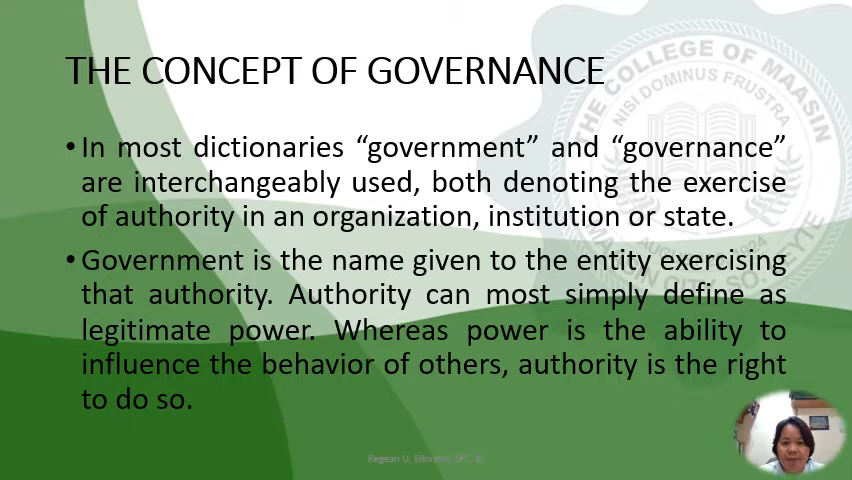 THE CONCEPT OF GOVERNANCE
• In most dictionaries “government” and “governance”
are interchangeably used, both denoting the exercise
of authority in an organization, institution or state.
• Government is the name given to the entity exercising
that authority. Authority can most simply define as
legitimate power. Whereas power is the ability to
influence the behavior of others, authority is the right
to do so.
THE COLLEGE OF MAASIN
NISI DOMINUS FRUSTRA